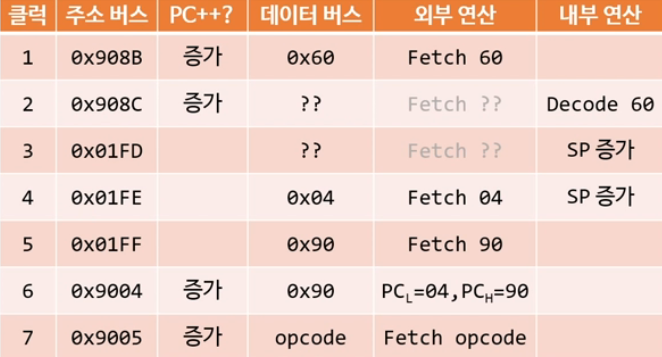 클럭 주소 버스 PC++? 데이터 버스 외부 연산 내부 연산
1 0x908B 증가 0x60 Fetch 60
2 0x908C 증가 ?? Fetch ?? Decode 60
3 0x01FD ?? Fetch ?? SP 증가
4 0x01FE 0x04 Fetch 04 SP 증가
5 0x01FF 0x90 Fetch 90
6 0x9004 증가 0x90 PCL=04,PCH=90
7 0x9005 증가 opcode Fetch opcode